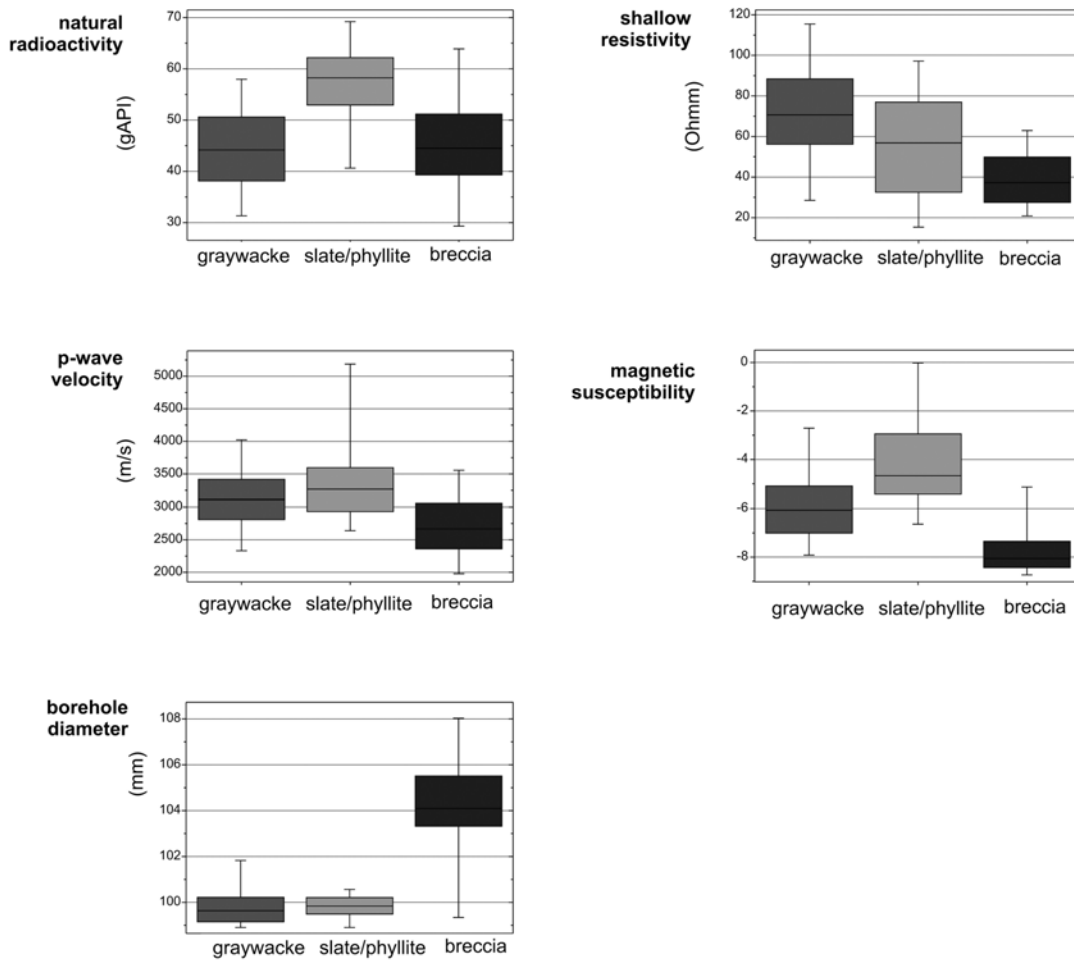 natural
radioactivity
(gAPI)
70
60
50
40
30
graywacke slate/phyllite breccia
shallow
resistivity
(Ohmm)
120
100
80
60
40
20
graywacke slate/phyllite breccia
p-wave
velocity
(m/s)
5000
4500
4000
3500
3000
2500
2000
graywacke slate/phyllite breccia
magnetic
susceptibility
0
-2
-4
-6
-8
graywacke slate/phyllite breccia
borehole
diameter
(mm)
108
106
104
102
100
graywacke slate/phyllite breccia